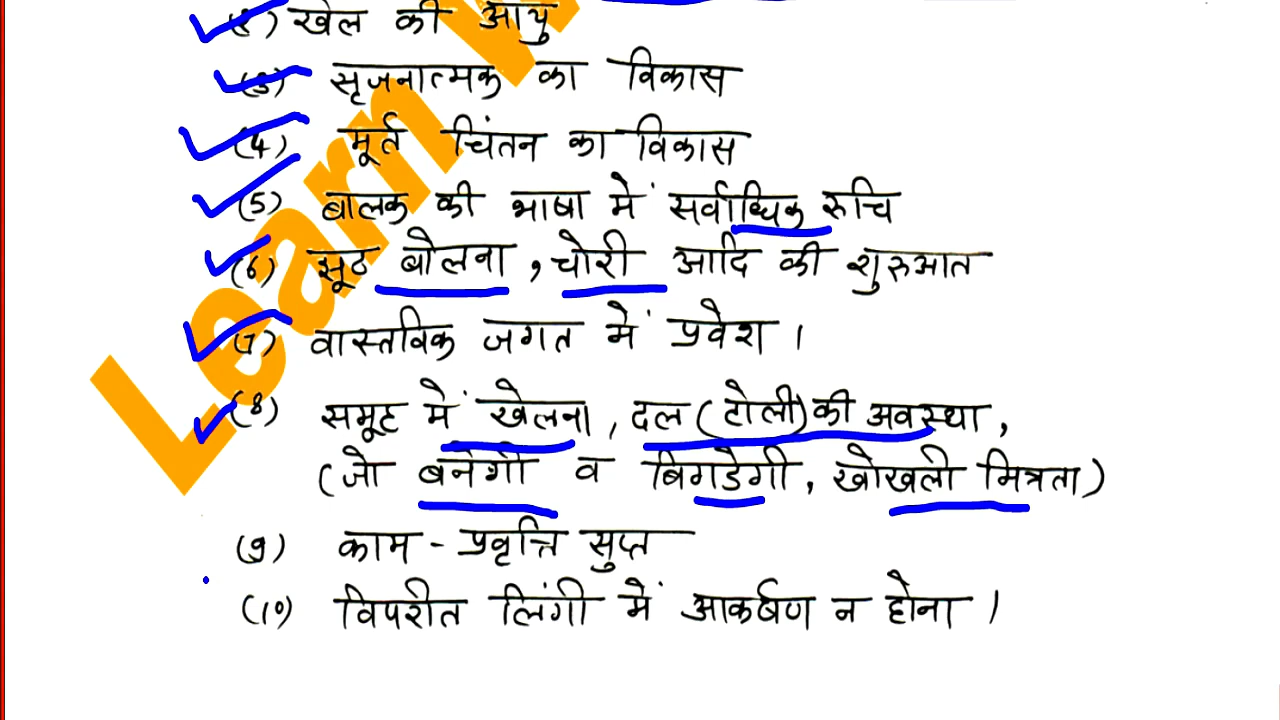 (2) खेल की आयु
(3) सृजनात्मक का विकास
(4) मूर्त चिंतन का विकास
(5) बालक की भाषा में सर्वाधिक रुचि
(6) झूठ बोलना , चोरी आदि की शुरुआत
(7) वास्तविक जगत में प्रवेश ।
(8) समूह में खेलना , दल (टोली) की अवस्था ,
(जो बनेगी व बिगडेगी , खोखली मित्रता)
(9) काम - प्रवृत्ति सुप्त
(10) विपरीत लिंगी में आकर्षण न होना ।
Learn